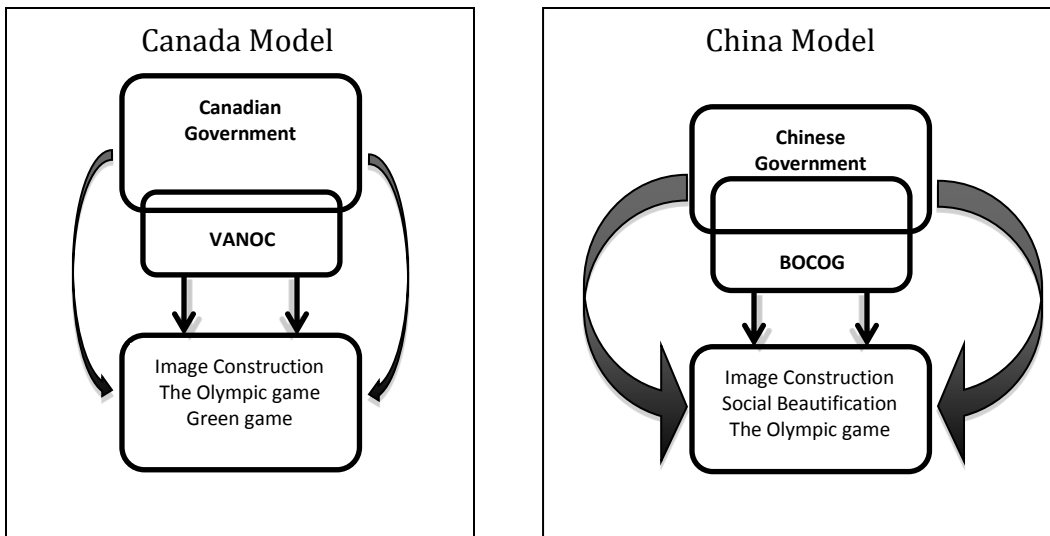 Canada Model
Canadian
Government
VANOC
Image Construction
The Olympic game
Green game
China Model
Chinese
Government
BOCOG
Image Construction
Social Beautification
The Olympic game